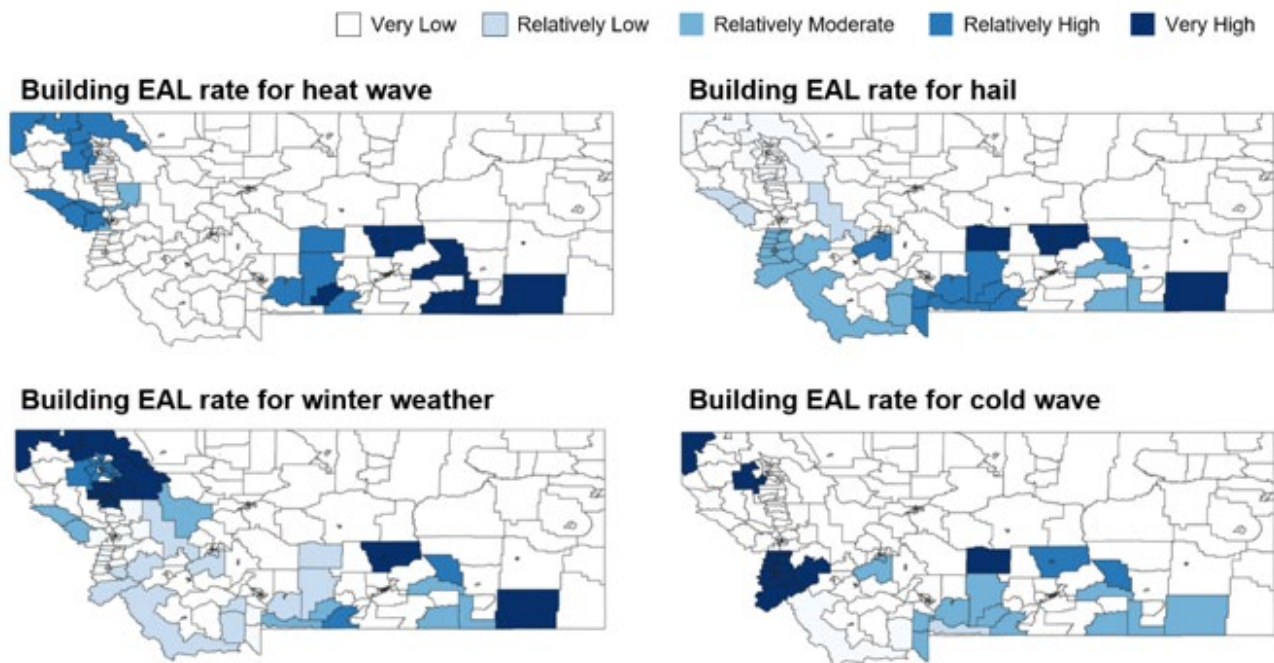 Very Low Relatively Low Relatively Moderate Relatively High Very High
Building EAL rate for heat wave
Building EAL rate for hail
Building EAL rate for winter weather
Building EAL rate for cold wave